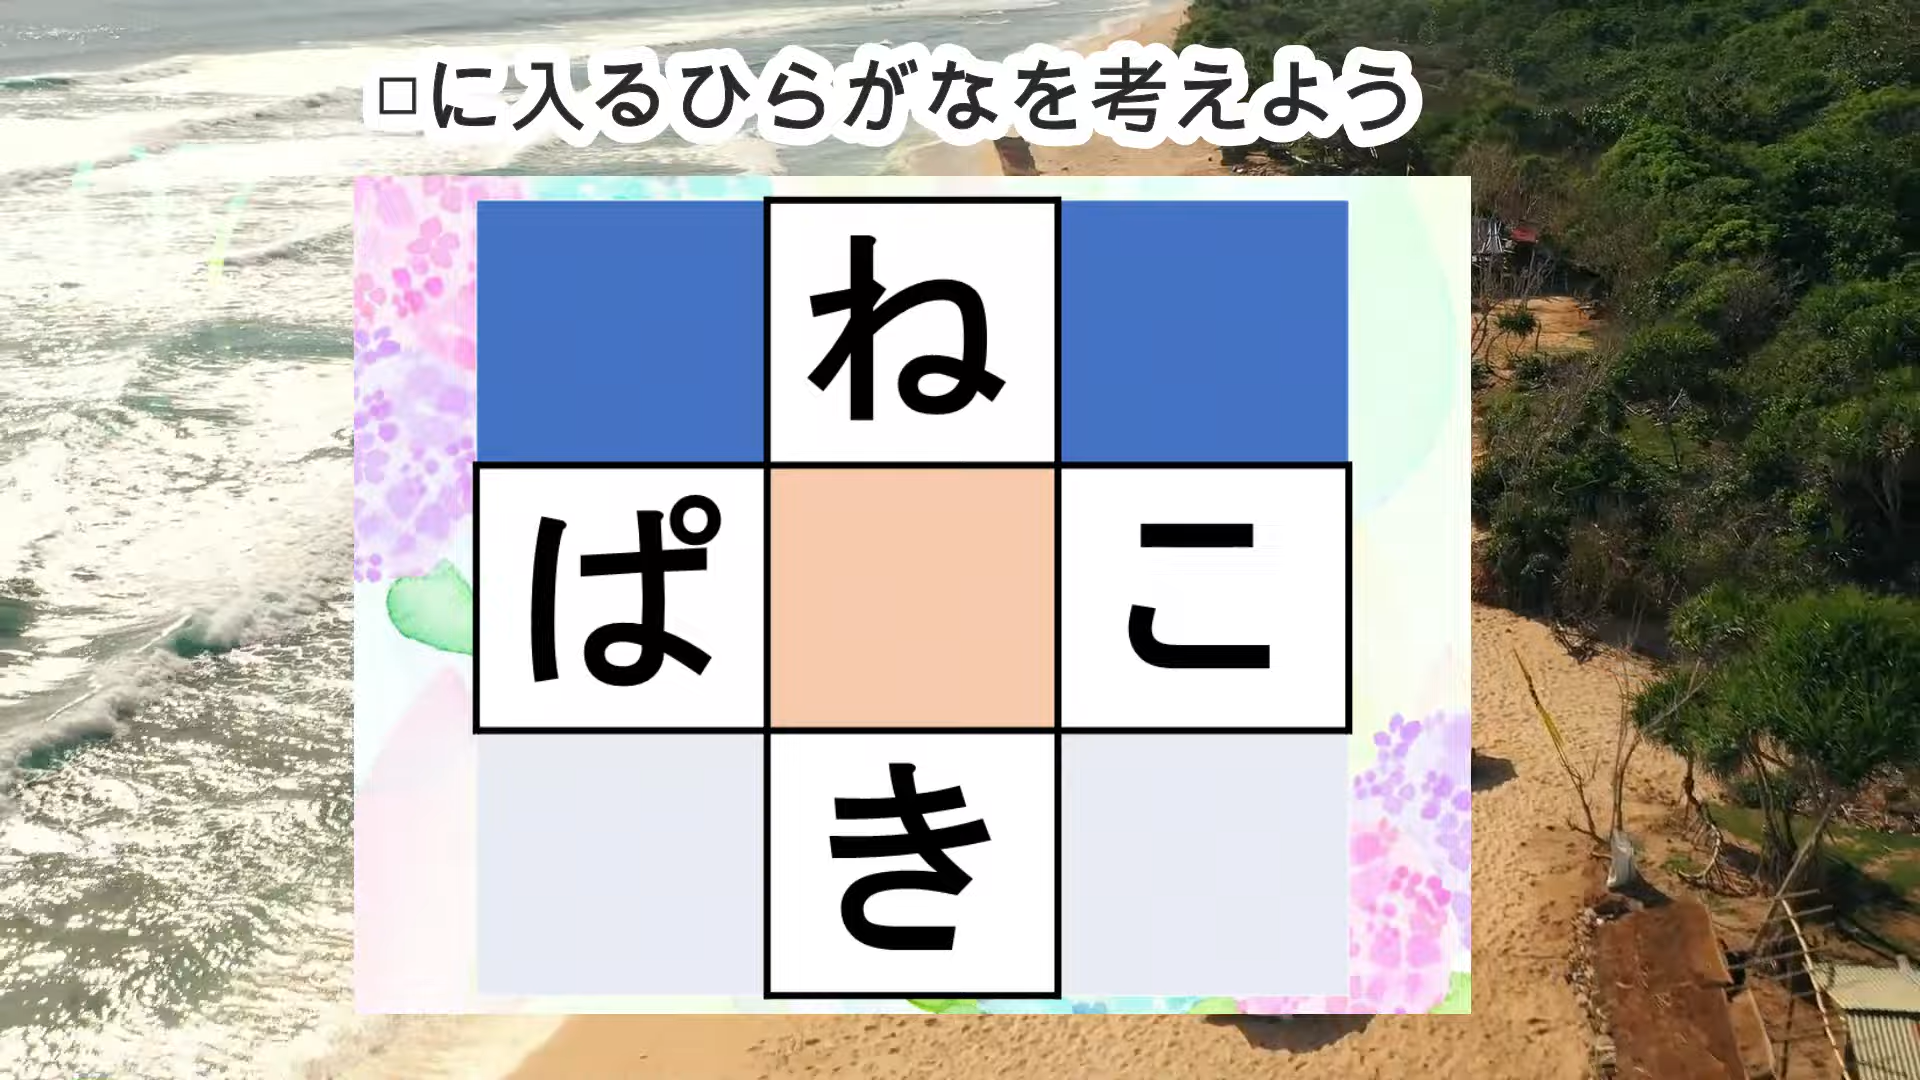 □に入るひらがなを考えよう
ね
ぱ こ
き